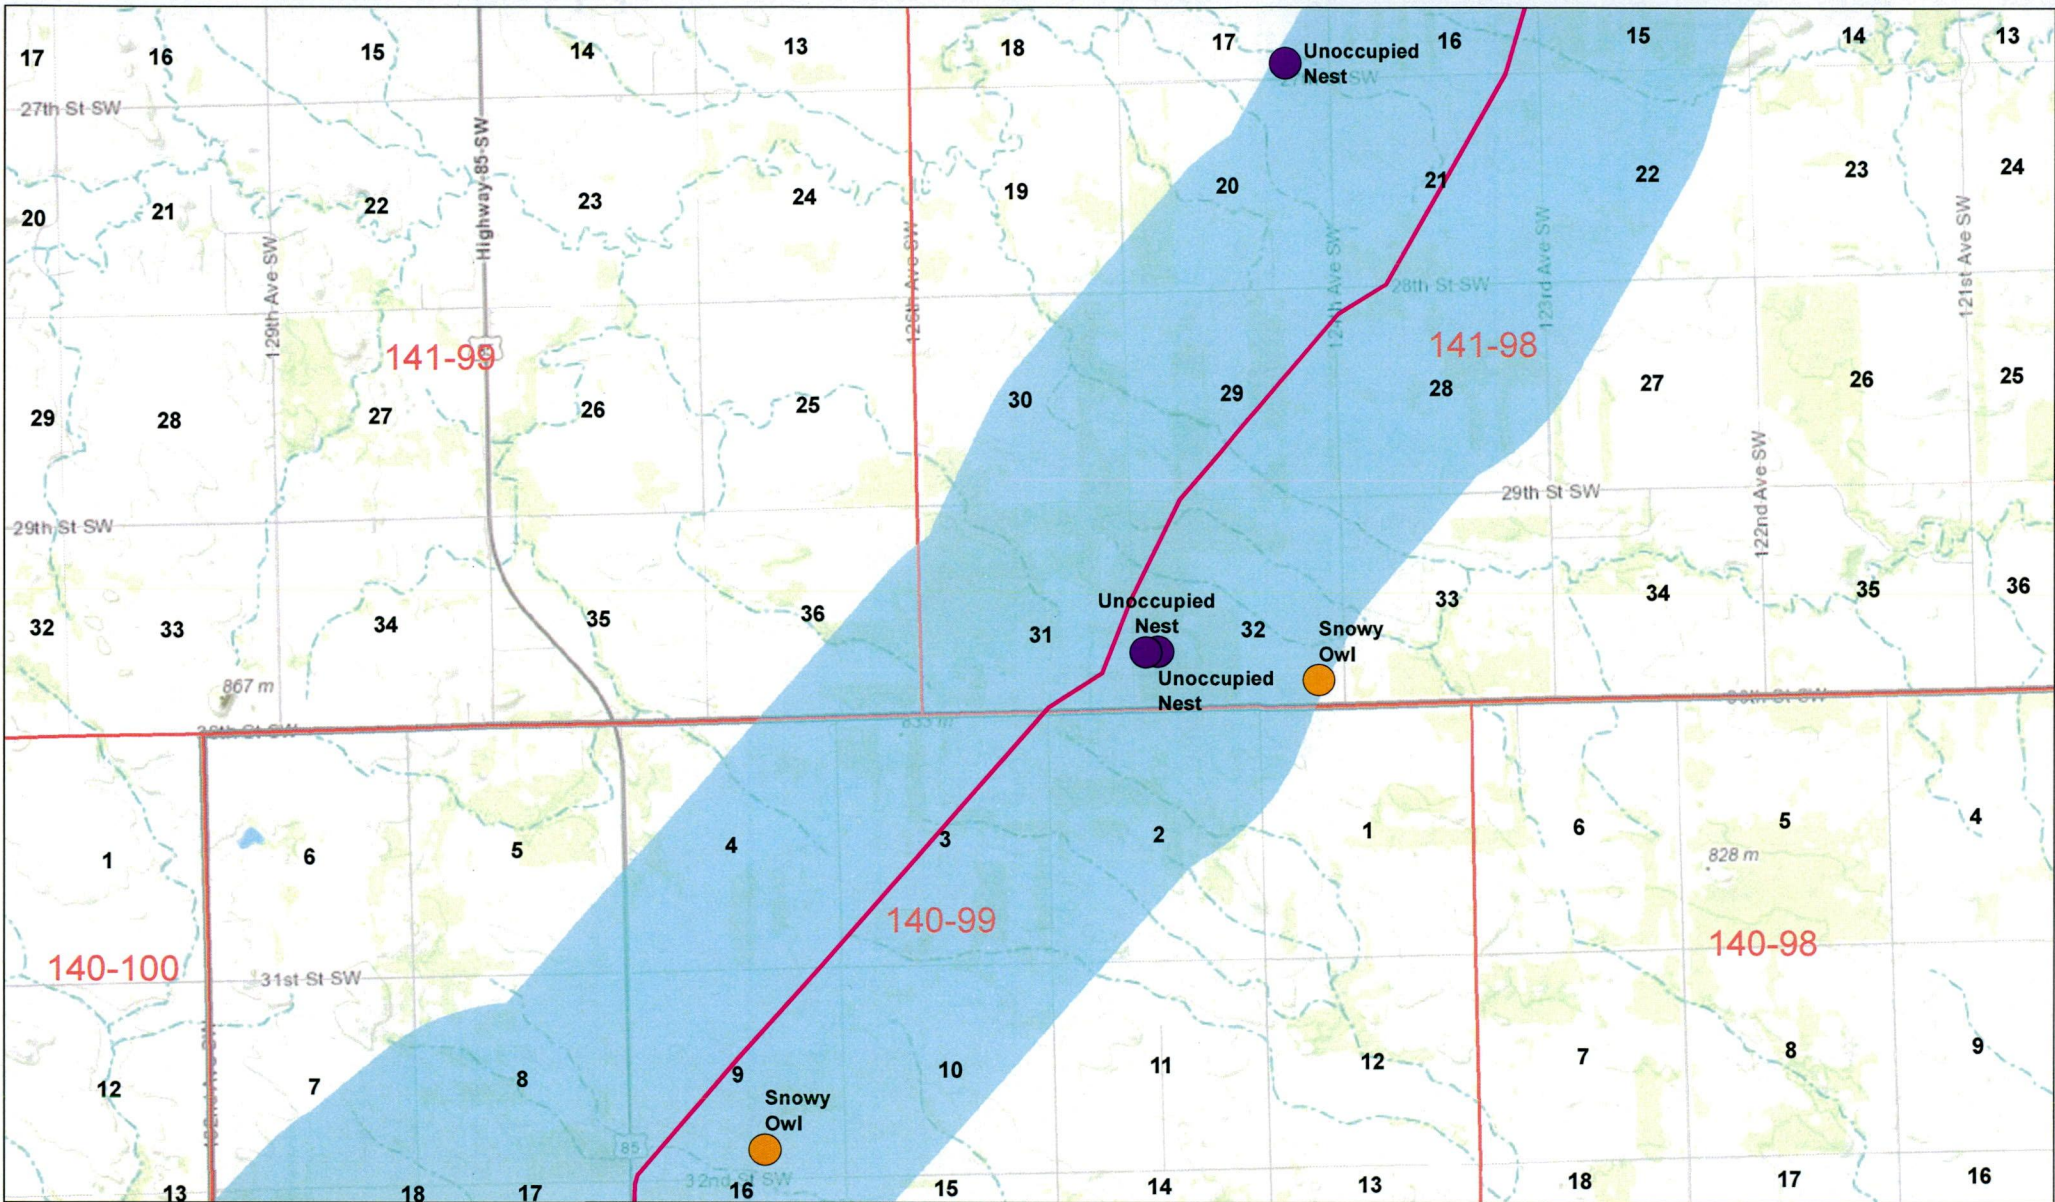 17 16 15 14 13 18 17 16 15 14 13
Unoccupied
Nest
27th St SW
Highway 85 SW
20 21 22 23 24 19 20 21 22 23 24
129th Ave SW
126th Ave SW
124th Ave SW
123rd Ave SW
121st Ave SW
28th St SW
141-99
141-98
29 28 27 26 25 30 29 28 27 26 25
29th St SW
29th St SW
122nd Ave SW
32 33 34 35 36 31 32 33 34 35 36
Unoccupied
Nest
Snowy
Owl
Unoccupied
Nest
867 m
30th St SW
1 6 5 4 3 2 1 6 5 4
828 m
140-99
140-100
140-98
31st St SW
12 7 8 9 10 11 12 7 8 9
Snowy
Owl
85
32nd St SW
13 18 17 16 15 14 13 18 17 16